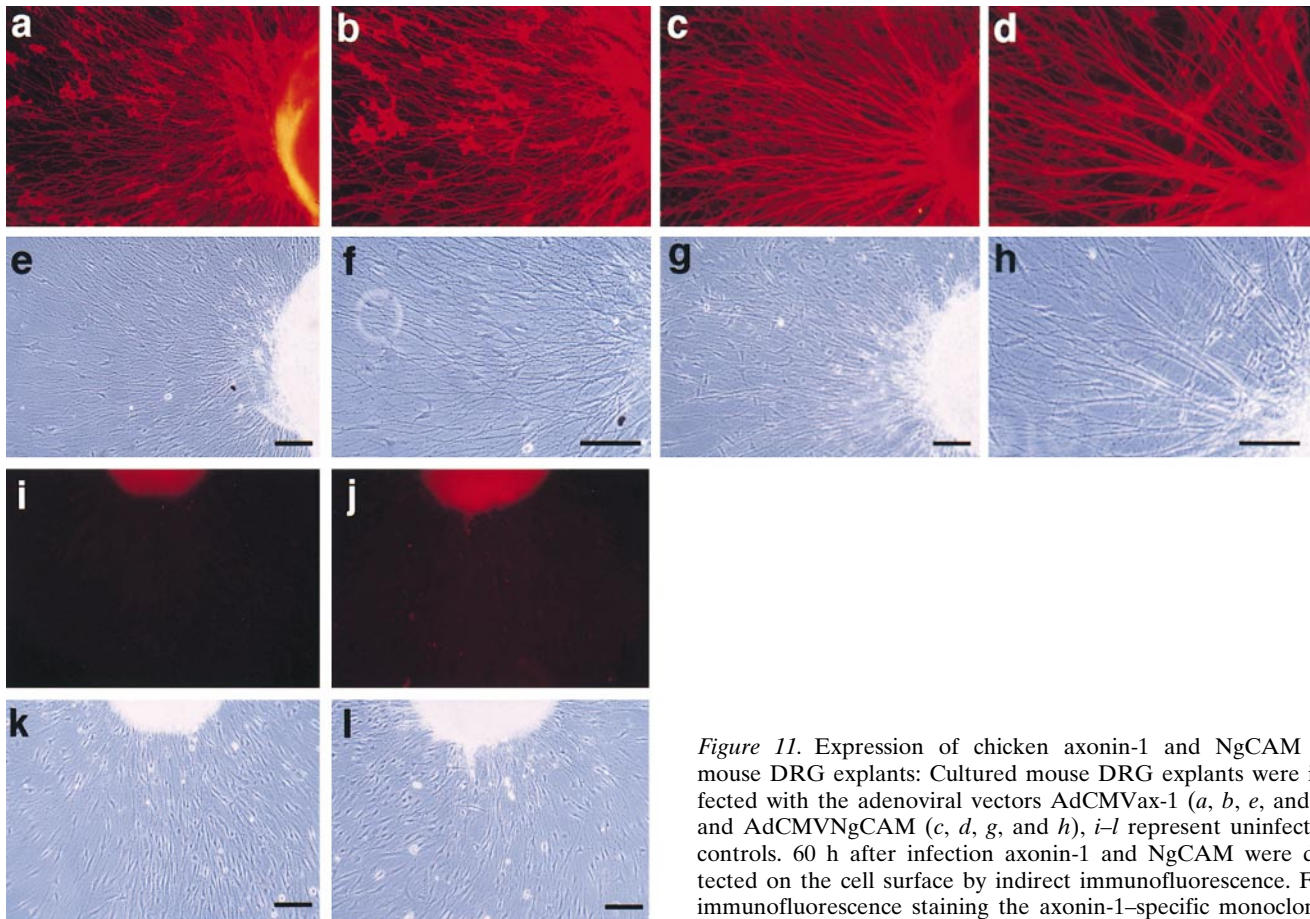 a b c d
e f g h
i j
k l
Figure 11. Expression of chicken axonin-1 and NgCAM
mouse DRG explants: Cultured mouse DRG explants were i
fected with the adenoviral vectors AdCMVax-1 (a, b, e, and
and AdCMVNgCAM (c, d, g, and h), i–l represent uninfect
controls. 60 h after infection axonin-1 and NgCAM were d
tected on the cell surface by indirect immunofluorescence. F
immunofluorescence staining the axonin-1–specific monoclon